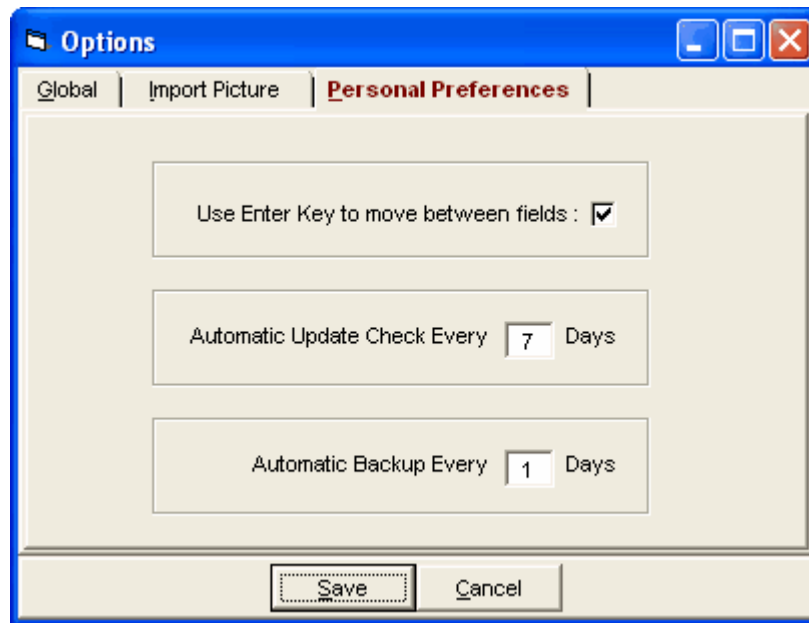 Options
Global Import Picture Personal Preferences
Use Enter Key to move between fields :
Automatic Update Check Every 7 Days
Automatic Backup Every 1 Days
Save Cancel